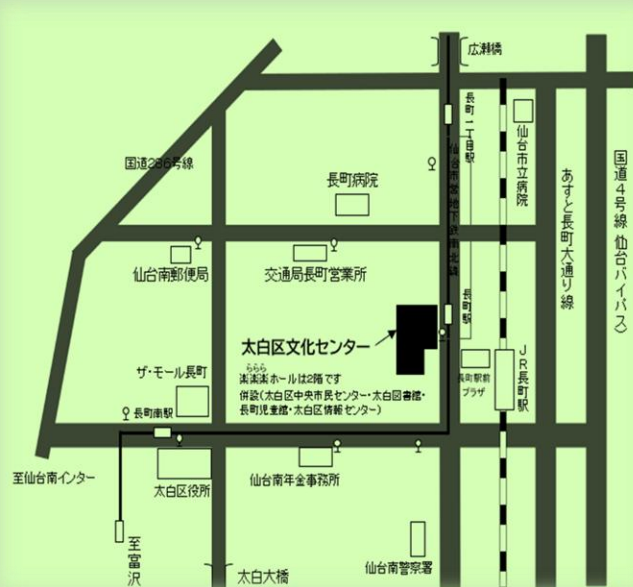 広瀬橋
長町一丁目駅
仙台市立病院
国道286号線
長町病院
仙台市営地下鉄南北線
あすと長町大通り線
国道4号線(仙台バイパス)
仙台南郵便局
交通局長町営業所
長町駅
太白区文化センター
ららら
楽楽楽ホールは2階です
併設(太白区中央市民センター・太白図書館・
長町児童館・太白区情報センター)
長町駅前
プラザ
JR長町駅
ザ・モール長町
長町南駅
至仙台南インター
太白区役所
仙台南年金事務所
至富沢
太白大橋
仙台南警察署